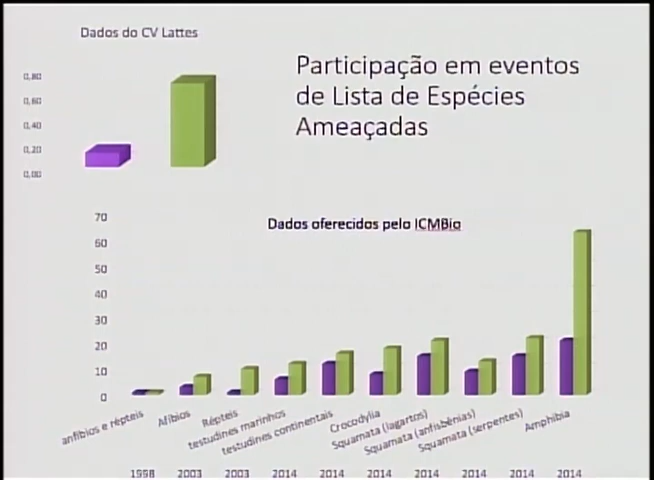 Dados do CV Lattes
Participação em eventos
de Lista de Espécies
Ameaçadas
0,80
0,60
0,40
0,20
0,00
Dados oferecidos pelo ICMBio
70
60
50
40
30
20
10
0
anfíbios e répteis
Afíbios
Répteis
testudines marinhos
testudines continentais
Crocodylia
Squamata (lagartos)
Squamata (anfisbênias)
Squamata (serpentes)
Amphibia
1998 2003 2003 2014 2014 2014 2014 2014 2014 2014